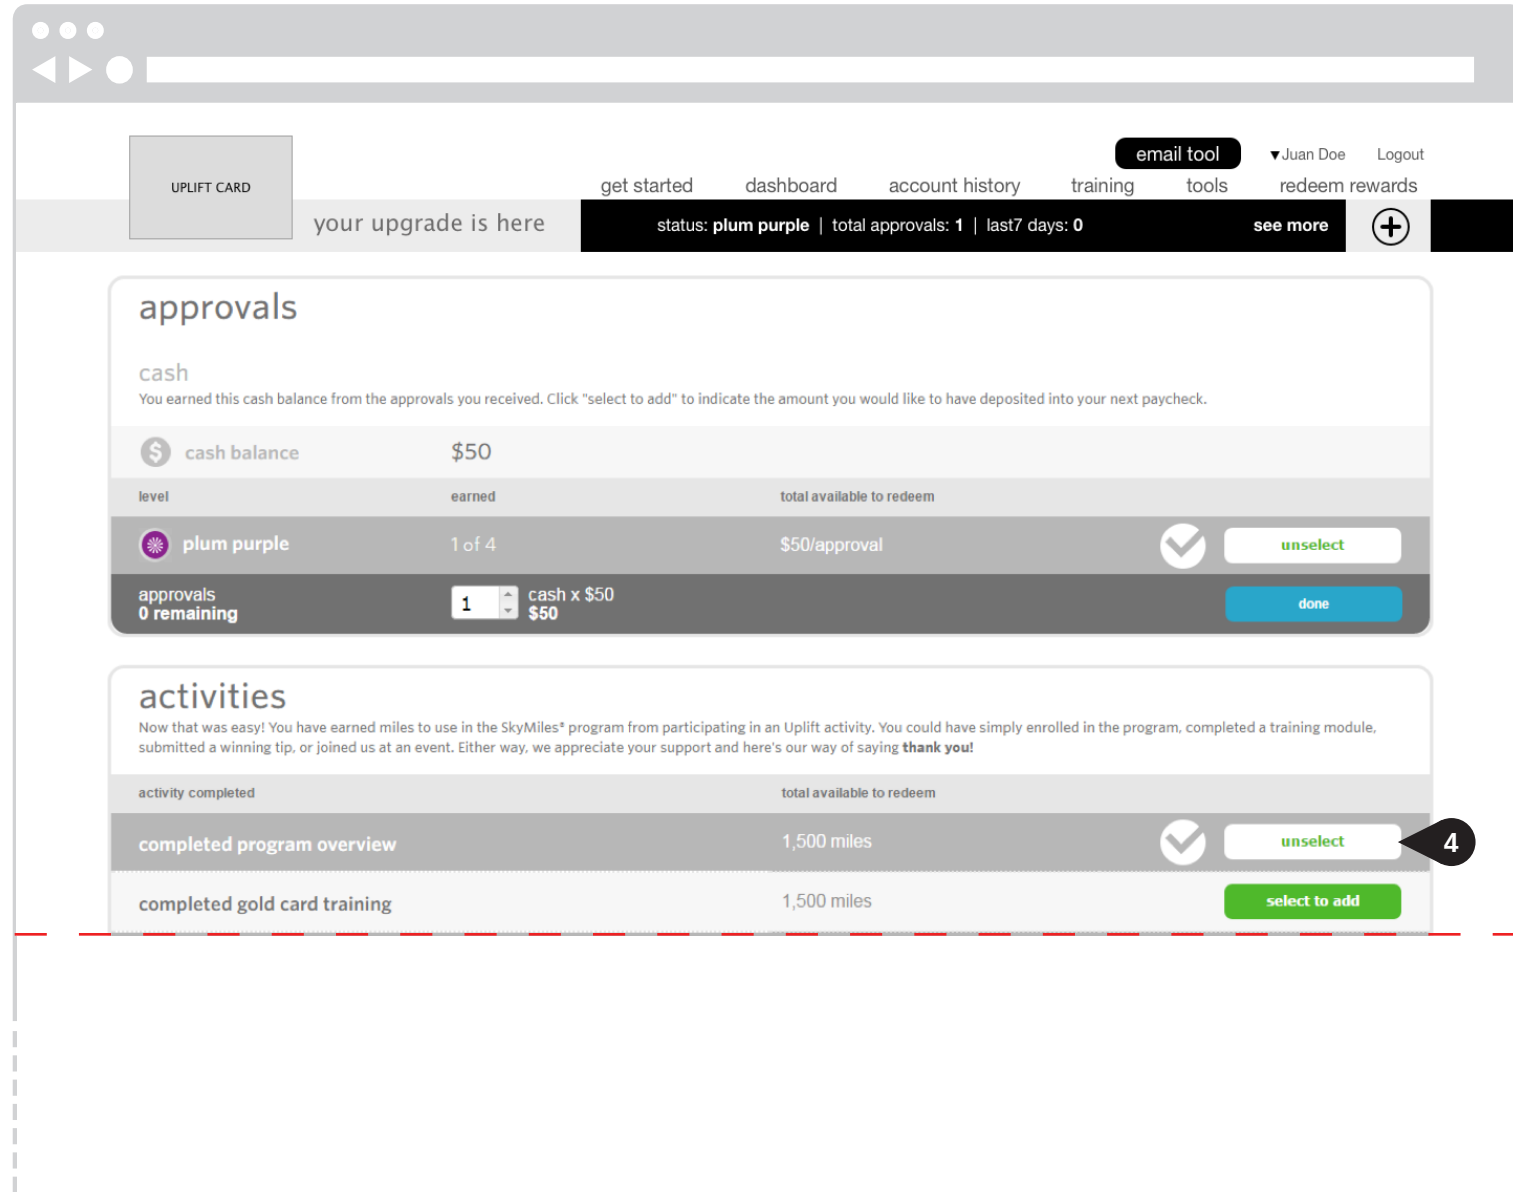 email tool
▼Juan Doe
Logout
UPLIFT CARD
get started
dashboard
account history
training
tools
redeem rewards
your upgrade is here
status: plum purple | total approvals: 1 | last7 days: 0
see more
approvals
cash
You earned this cash balance from the approvals you received. Click "select to add" to indicate the amount you would like to have deposited into your next paycheck.
cash balance
$50
level
earned
total available to redeem
plum purple
1 of 4
$50/approval
unselect
approvals
0 remaining
1
cash x $50
$50
done
activities
Now that was easy! You have earned miles to use in the SkyMiles® program from participating in an Uplift activity. You could have simply enrolled in the program, completed a training module,
submitted a winning tip, or joined us at an event. Either way, we appreciate your support and here's our way of saying thank you!
activity completed
total available to redeem
completed program overview
1,500 miles
unselect
4
completed gold card training
1,500 miles
select to add